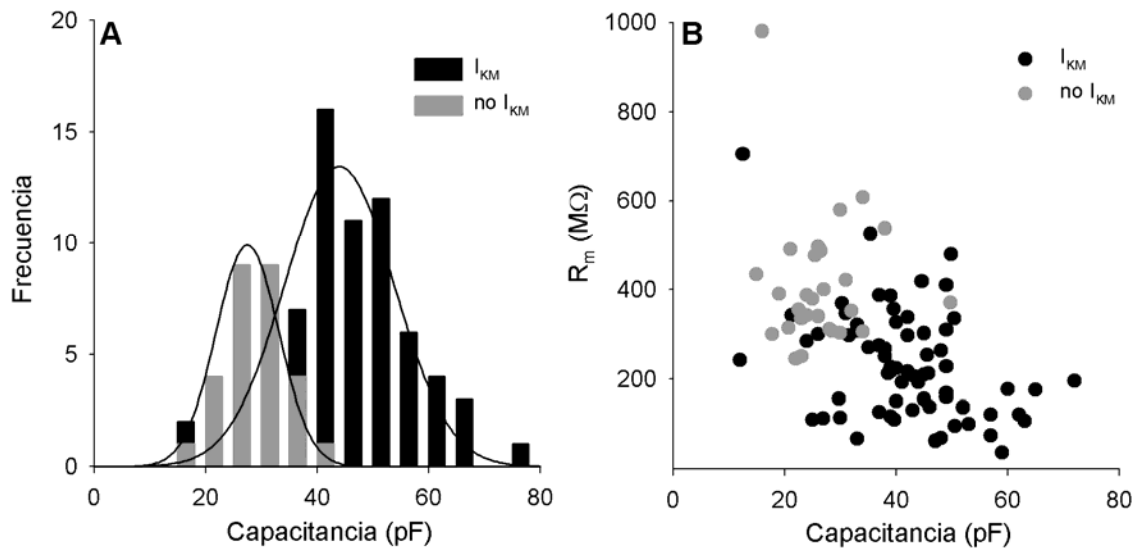 A
I_KM
no I_KM
Frecuencia
20
15
10
5
0
0 20 40 60 80
Capacitancia (pF)
B
I_KM
no I_KM
R_m (MΩ)
1000
800
600
400
200
0 20 40 60 80
Capacitancia (pF)